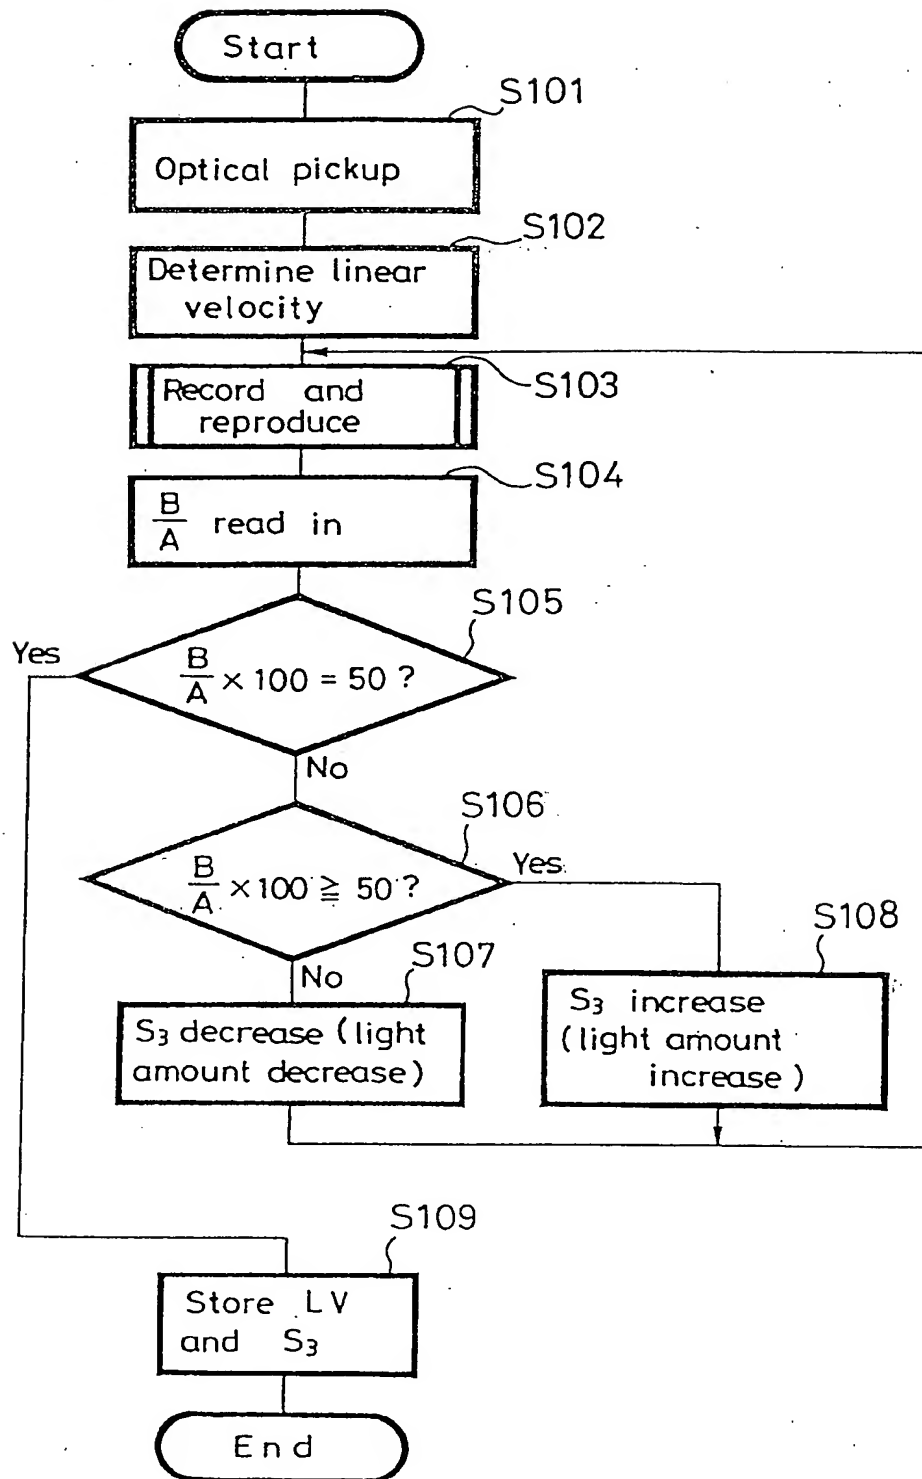 Start
S101
Optical pickup
S102
Determine linear
velocity
S103
Record and
reproduce
S104
B/A read in
S105
Yes
B/A × 100 = 50 ?
No
S106
B/A × 100 ≧ 50 ?
Yes
S107
No
S108
S₃ decrease (light
amount decrease)
S₃ increase
(light amount
increase)
S109
Store LV
and S₃
End